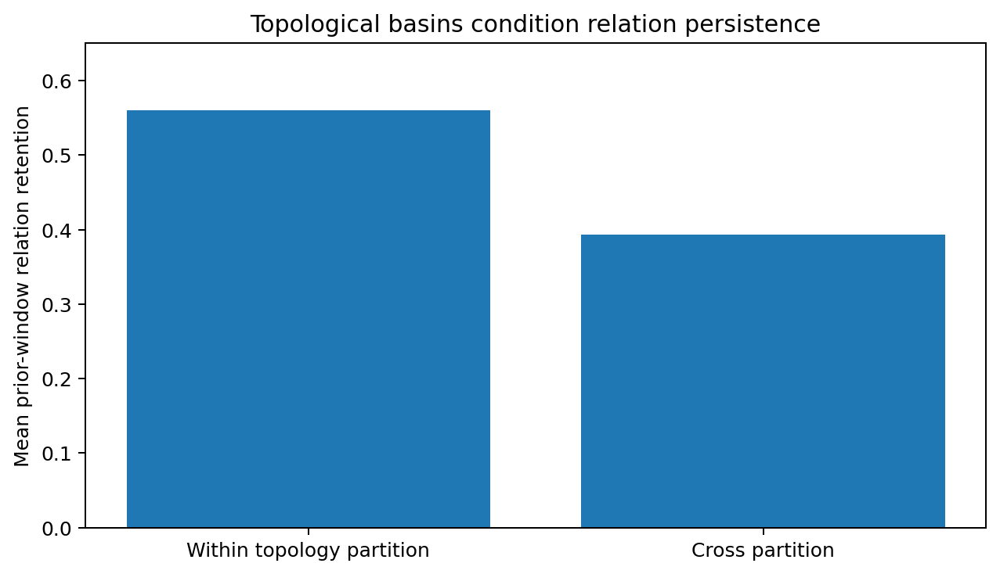 Topological basins condition relation persistence
Mean prior-window relation retention
0.6
0.5
0.4
0.3
0.2
0.1
0.0
Within topology partition
Cross partition